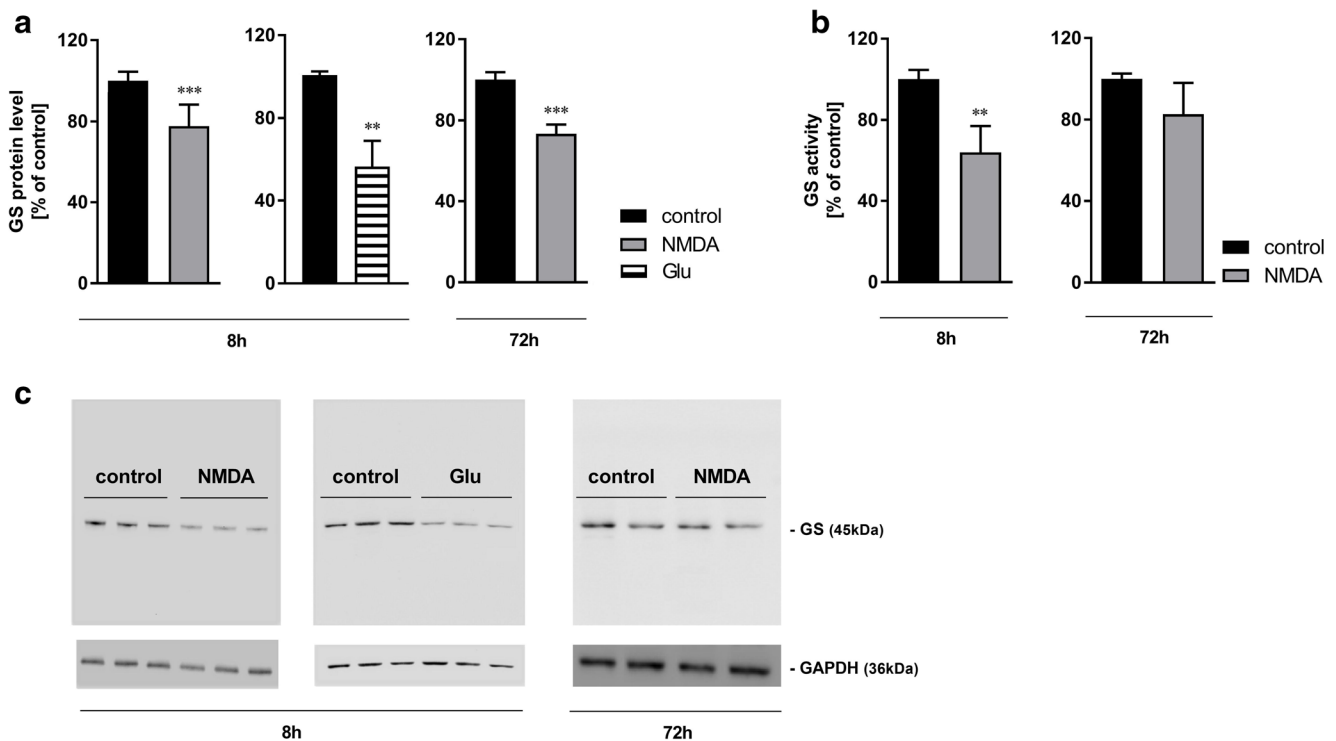 a
GS protein level
[% of control]
120
80
40
0
***
120
80
40
0
**
120
80
40
0
***
control
NMDA
Glu
8h
72h
b
GS activity
[% of control]
120
80
40
0
**
120
80
40
0
control
NMDA
8h
72h
c
control NMDA
control Glu
control NMDA
- GS (45kDa)
- GAPDH (36kDa)
8h
72h